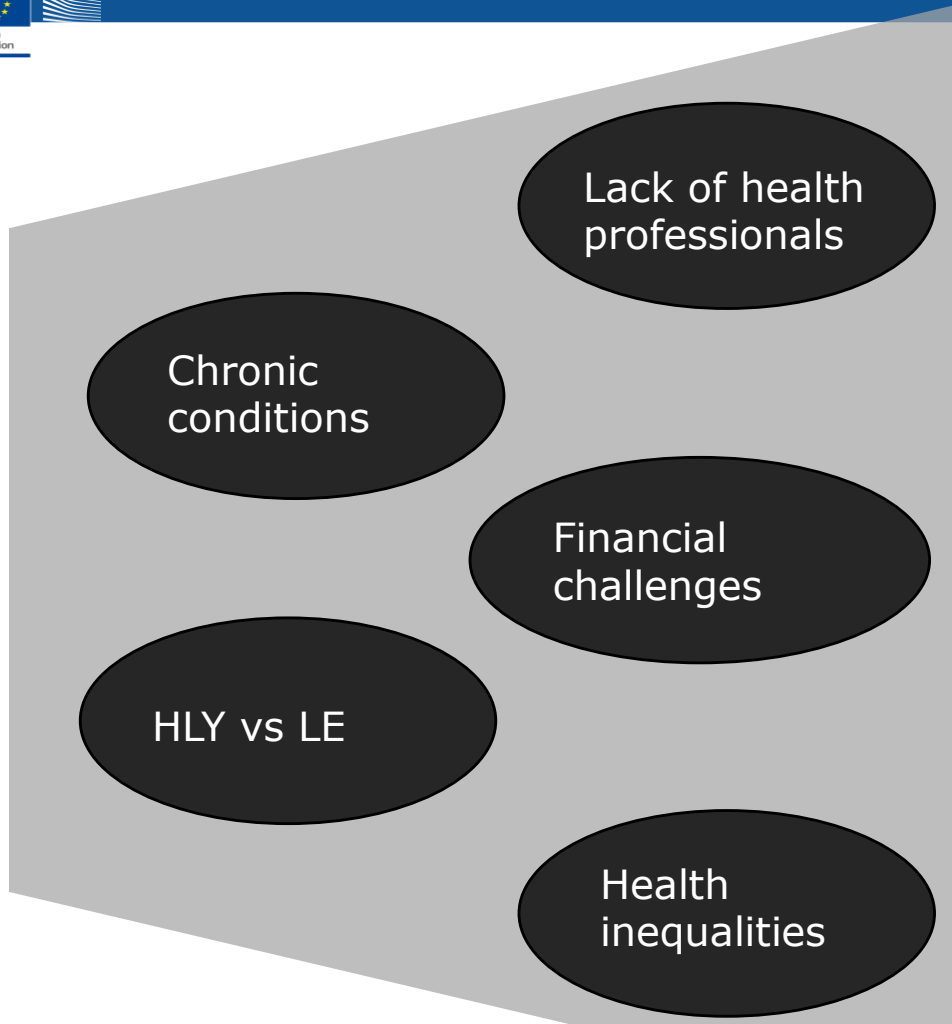 Lack of health
professionals
Chronic
conditions
Financial
challenges
HLY vs LE
Health
inequalities